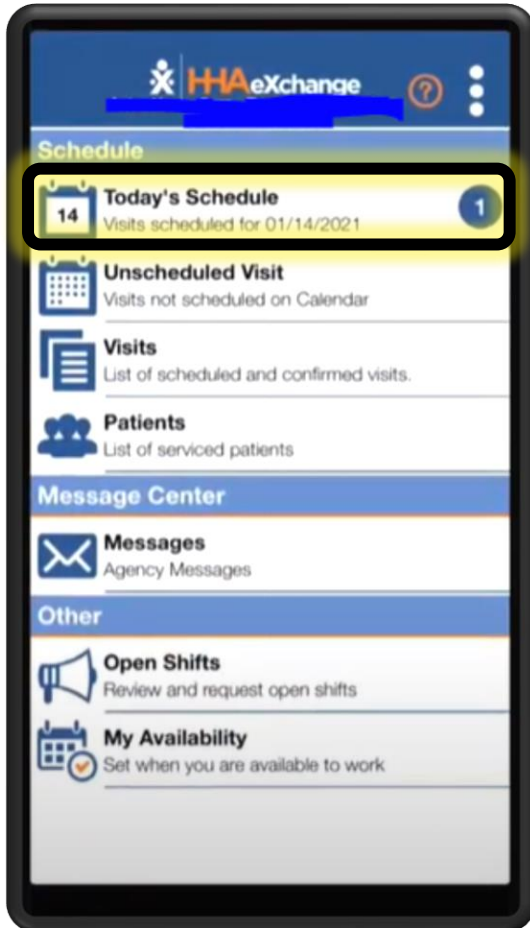 HHAeXchange
?
Schedule
14
Today's Schedule
1
Visits scheduled for 01/14/2021
Unscheduled Visit
Visits not scheduled on Calendar
Visits
List of scheduled and confirmed visits.
Patients
List of serviced patients
Message Center
Messages
Agency Messages
Other
Open Shifts
Review and request open shifts
My Availability
Set when you are available to work